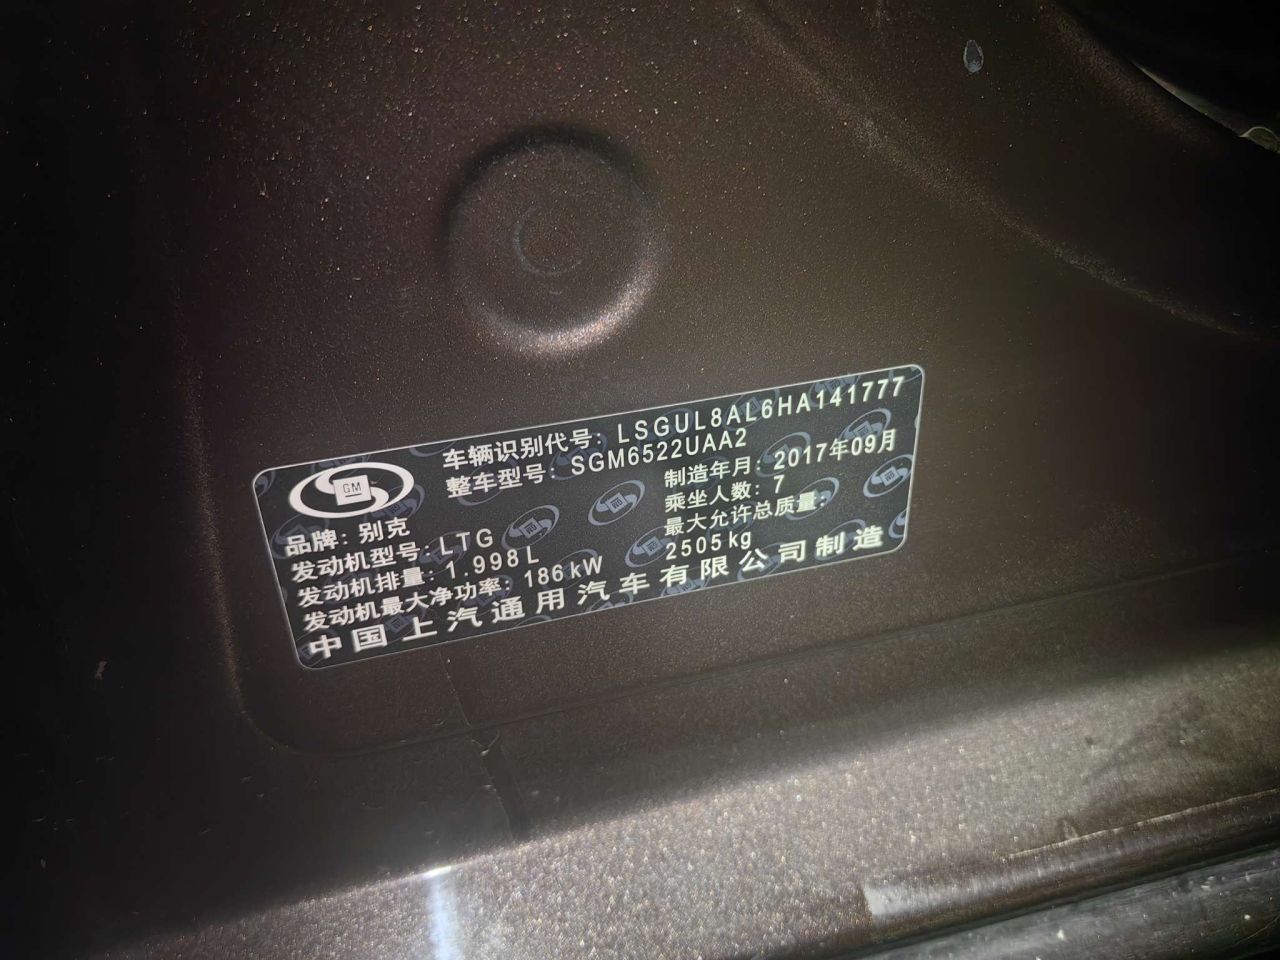 车辆识别代号: LSGUL8AL6HA141777
整车型号: SGM6522UAA2
GM
品牌: 别克
制造年月: 2017年09月
发动机型号: LTG
乘坐人数: 7
发动机排量: 1.998L
最大允许总质量:
发动机最大净功率: 186kW
2505kg
中国上汽通用汽车有限公司制造